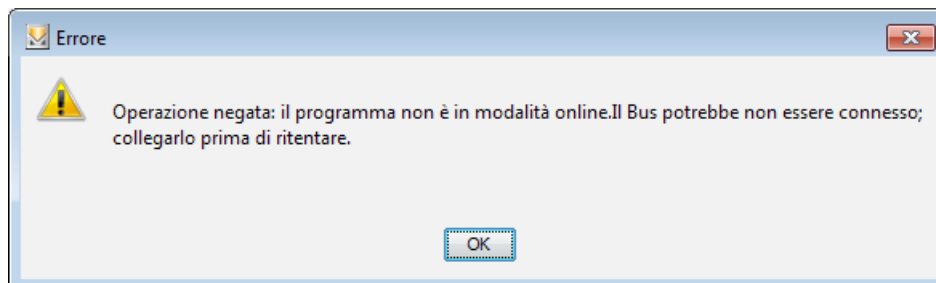 Errore
Operazione negata: il programma non è in modalità online.Il Bus potrebbe non essere connesso;
collegarlo prima di ritentare.
OK